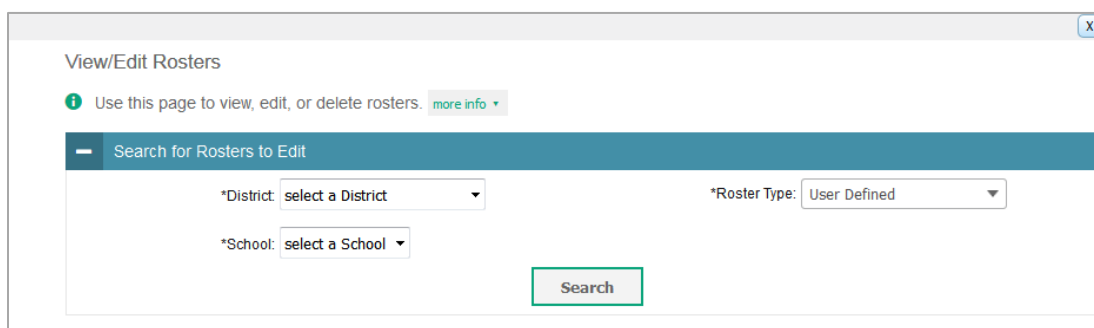 X
View/Edit Rosters
Use this page to view, edit, or delete rosters. more info
Search for Rosters to Edit
*District: select a District
*Roster Type: User Defined
*School: select a School
Search